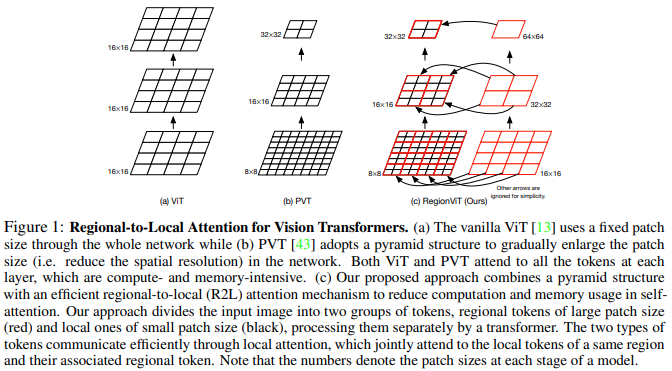 32×32
32×32
64×64
16×16
16×16
16×16
16×16
32×32
16×16
8×8
8×8
16×16
Other arrows are
ignored for simplicity.
(a) ViT
(b) PVT
(c) RegionViT (Ours)
Figure 1: Regional-to-Local Attention for Vision Transformers. (a) The vanilla ViT [13] uses a fixed patch
size through the whole network while (b) PVT [43] adopts a pyramid structure to gradually enlarge the patch
size (i.e. reduce the spatial resolution) in the network. Both ViT and PVT attend to all the tokens at each
layer, which are compute- and memory-intensive. (c) Our proposed approach combines a pyramid structure
with an efficient regional-to-local (R2L) attention mechanism to reduce computation and memory usage in self-
attention. Our approach divides the input image into two groups of tokens, regional tokens of large patch size
(red) and local ones of small patch size (black), processing them separately by a transformer. The two types of
tokens communicate efficiently through local attention, which jointly attend to the local tokens of a same region
and their associated regional token. Note that the numbers denote the patch sizes at each stage of a model.